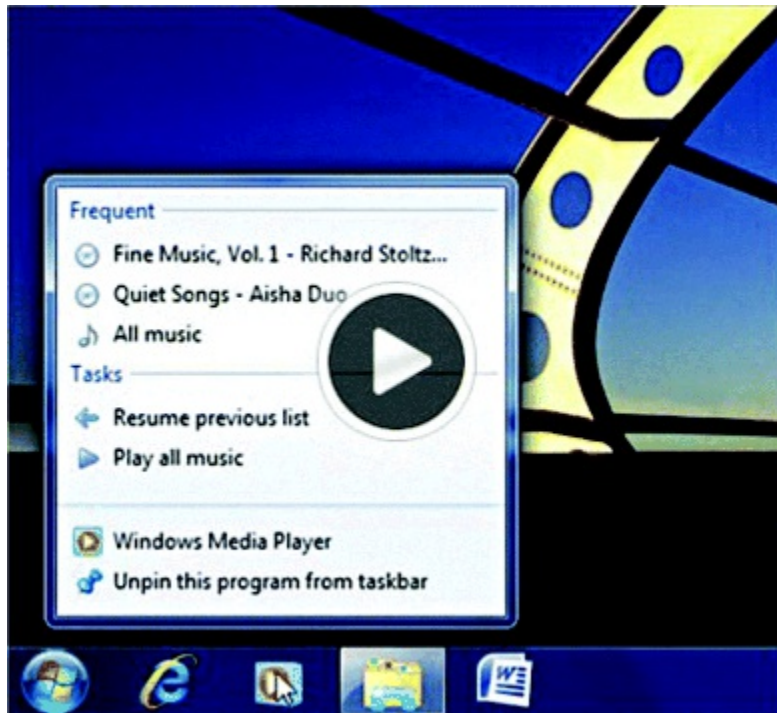 Frequent
Fine Music, Vol. 1 - Richard Stoltz...
Quiet Songs - Aisha Duo
All music
Tasks
Resume previous list
Play all music
Windows Media Player
Unpin this program from taskbar